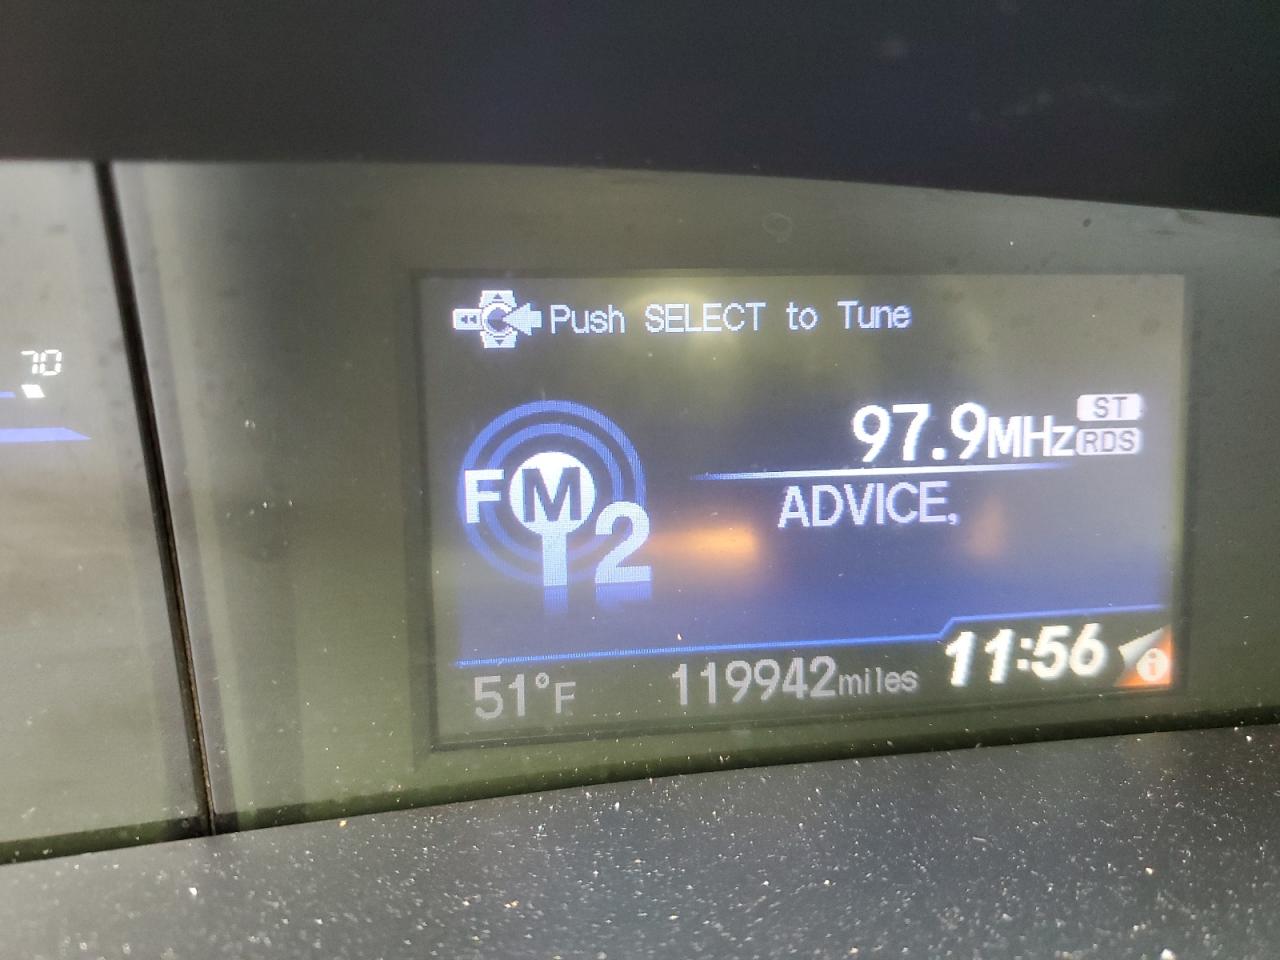 Push SELECT to Tune
70
97.9MHz ST
RDS
FM2
ADVICE,
51°F 119942miles 11:56 i